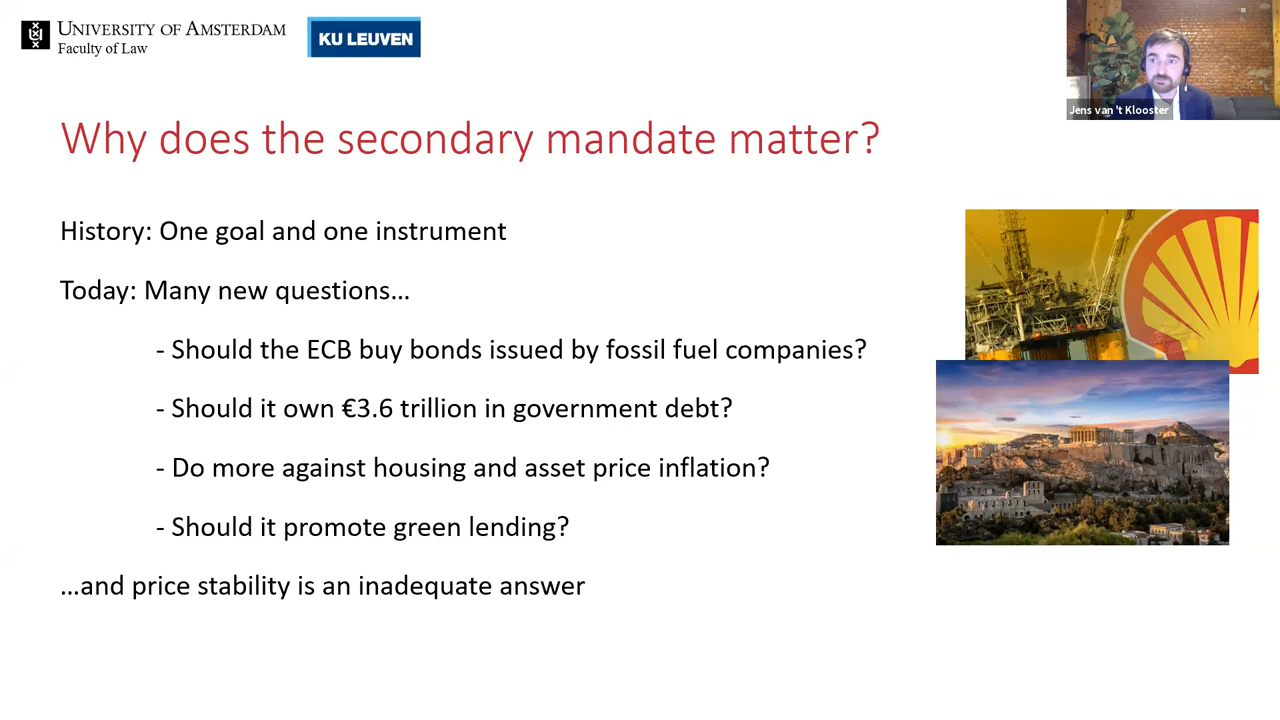 UNIVERSITY OF AMSTERDAM
Faculty of Law
KU LEUVEN
Jens van 't Klooster
Why does the secondary mandate matter?
History: One goal and one instrument
Today: Many new questions…
- Should the ECB buy bonds issued by fossil fuel companies?
- Should it own €3.6 trillion in government debt?
- Do more against housing and asset price inflation?
- Should it promote green lending?
…and price stability is an inadequate answer